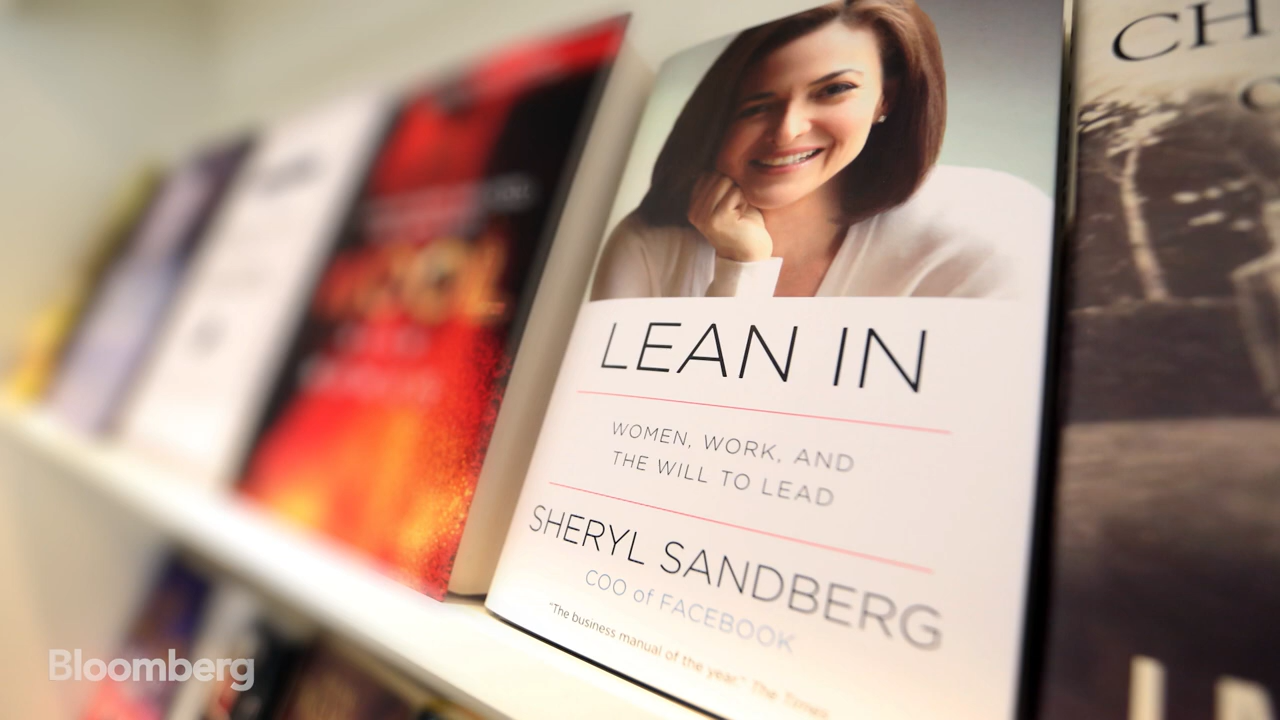 LEAN IN
WOMEN, WORK, AND
THE WILL TO LEAD
SHERYL SANDBERG
COO of FACEBOOK
"The business manual of the year." The Times
CH
Bloomberg